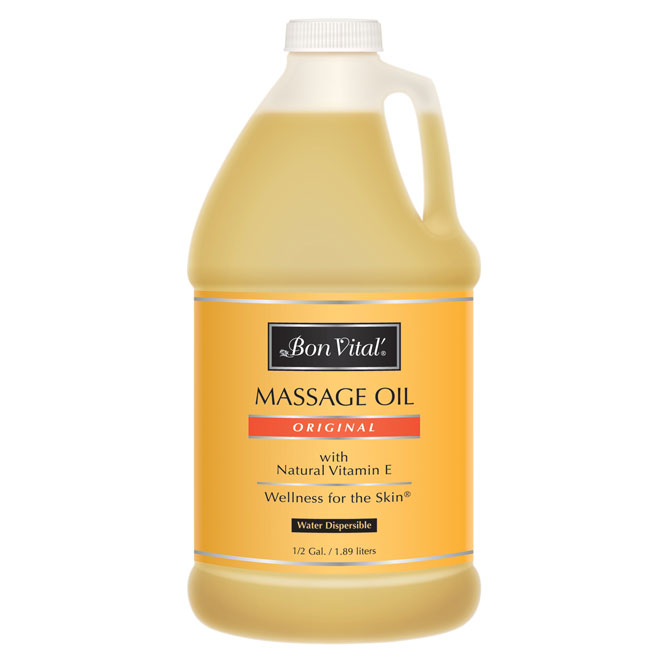 Bon Vital'®
MASSAGE OIL
ORIGINAL
with
Natural Vitamin E
Wellness for the Skin®
Water Dispersible
1/2 Gal. / 1.89 liters